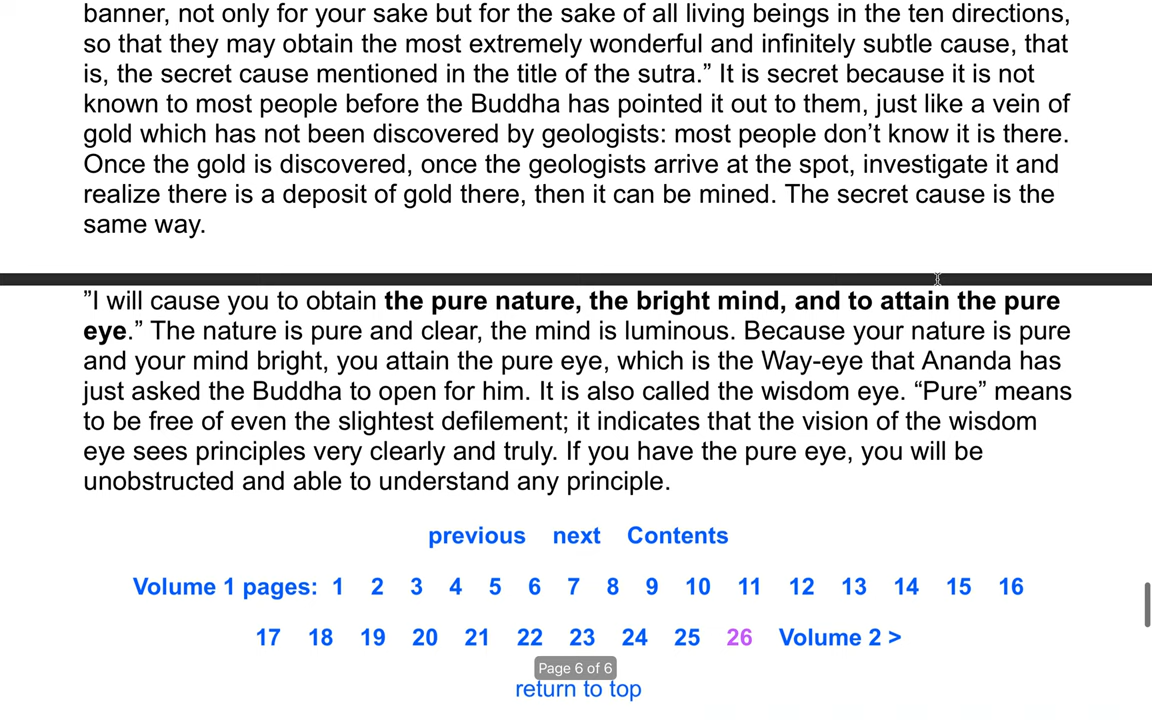 banner, not only for your sake but for the sake of all living beings in the ten directions,
so that they may obtain the most extremely wonderful and infinitely subtle cause, that
is, the secret cause mentioned in the title of the sutra.” It is secret because it is not
known to most people before the Buddha has pointed it out to them, just like a vein of
gold which has not been discovered by geologists: most people don’t know it is there.
Once the gold is discovered, once the geologists arrive at the spot, investigate it and
realize there is a deposit of gold there, then it can be mined. The secret cause is the
same way.
”I will cause you to obtain the pure nature, the bright mind, and to attain the pure
eye.” The nature is pure and clear, the mind is luminous. Because your nature is pure
and your mind bright, you attain the pure eye, which is the Way-eye that Ananda has
just asked the Buddha to open for him. It is also called the wisdom eye. “Pure” means
to be free of even the slightest defilement; it indicates that the vision of the wisdom
eye sees principles very clearly and truly. If you have the pure eye, you will be
unobstructed and able to understand any principle.
previous next Contents
Volume 1 pages: 1 2 3 4 5 6 7 8 9 10 11 12 13 14 15 16
17 18 19 20 21 22 23 24 25 26 Volume 2 >
Page 6 of 6
return to top